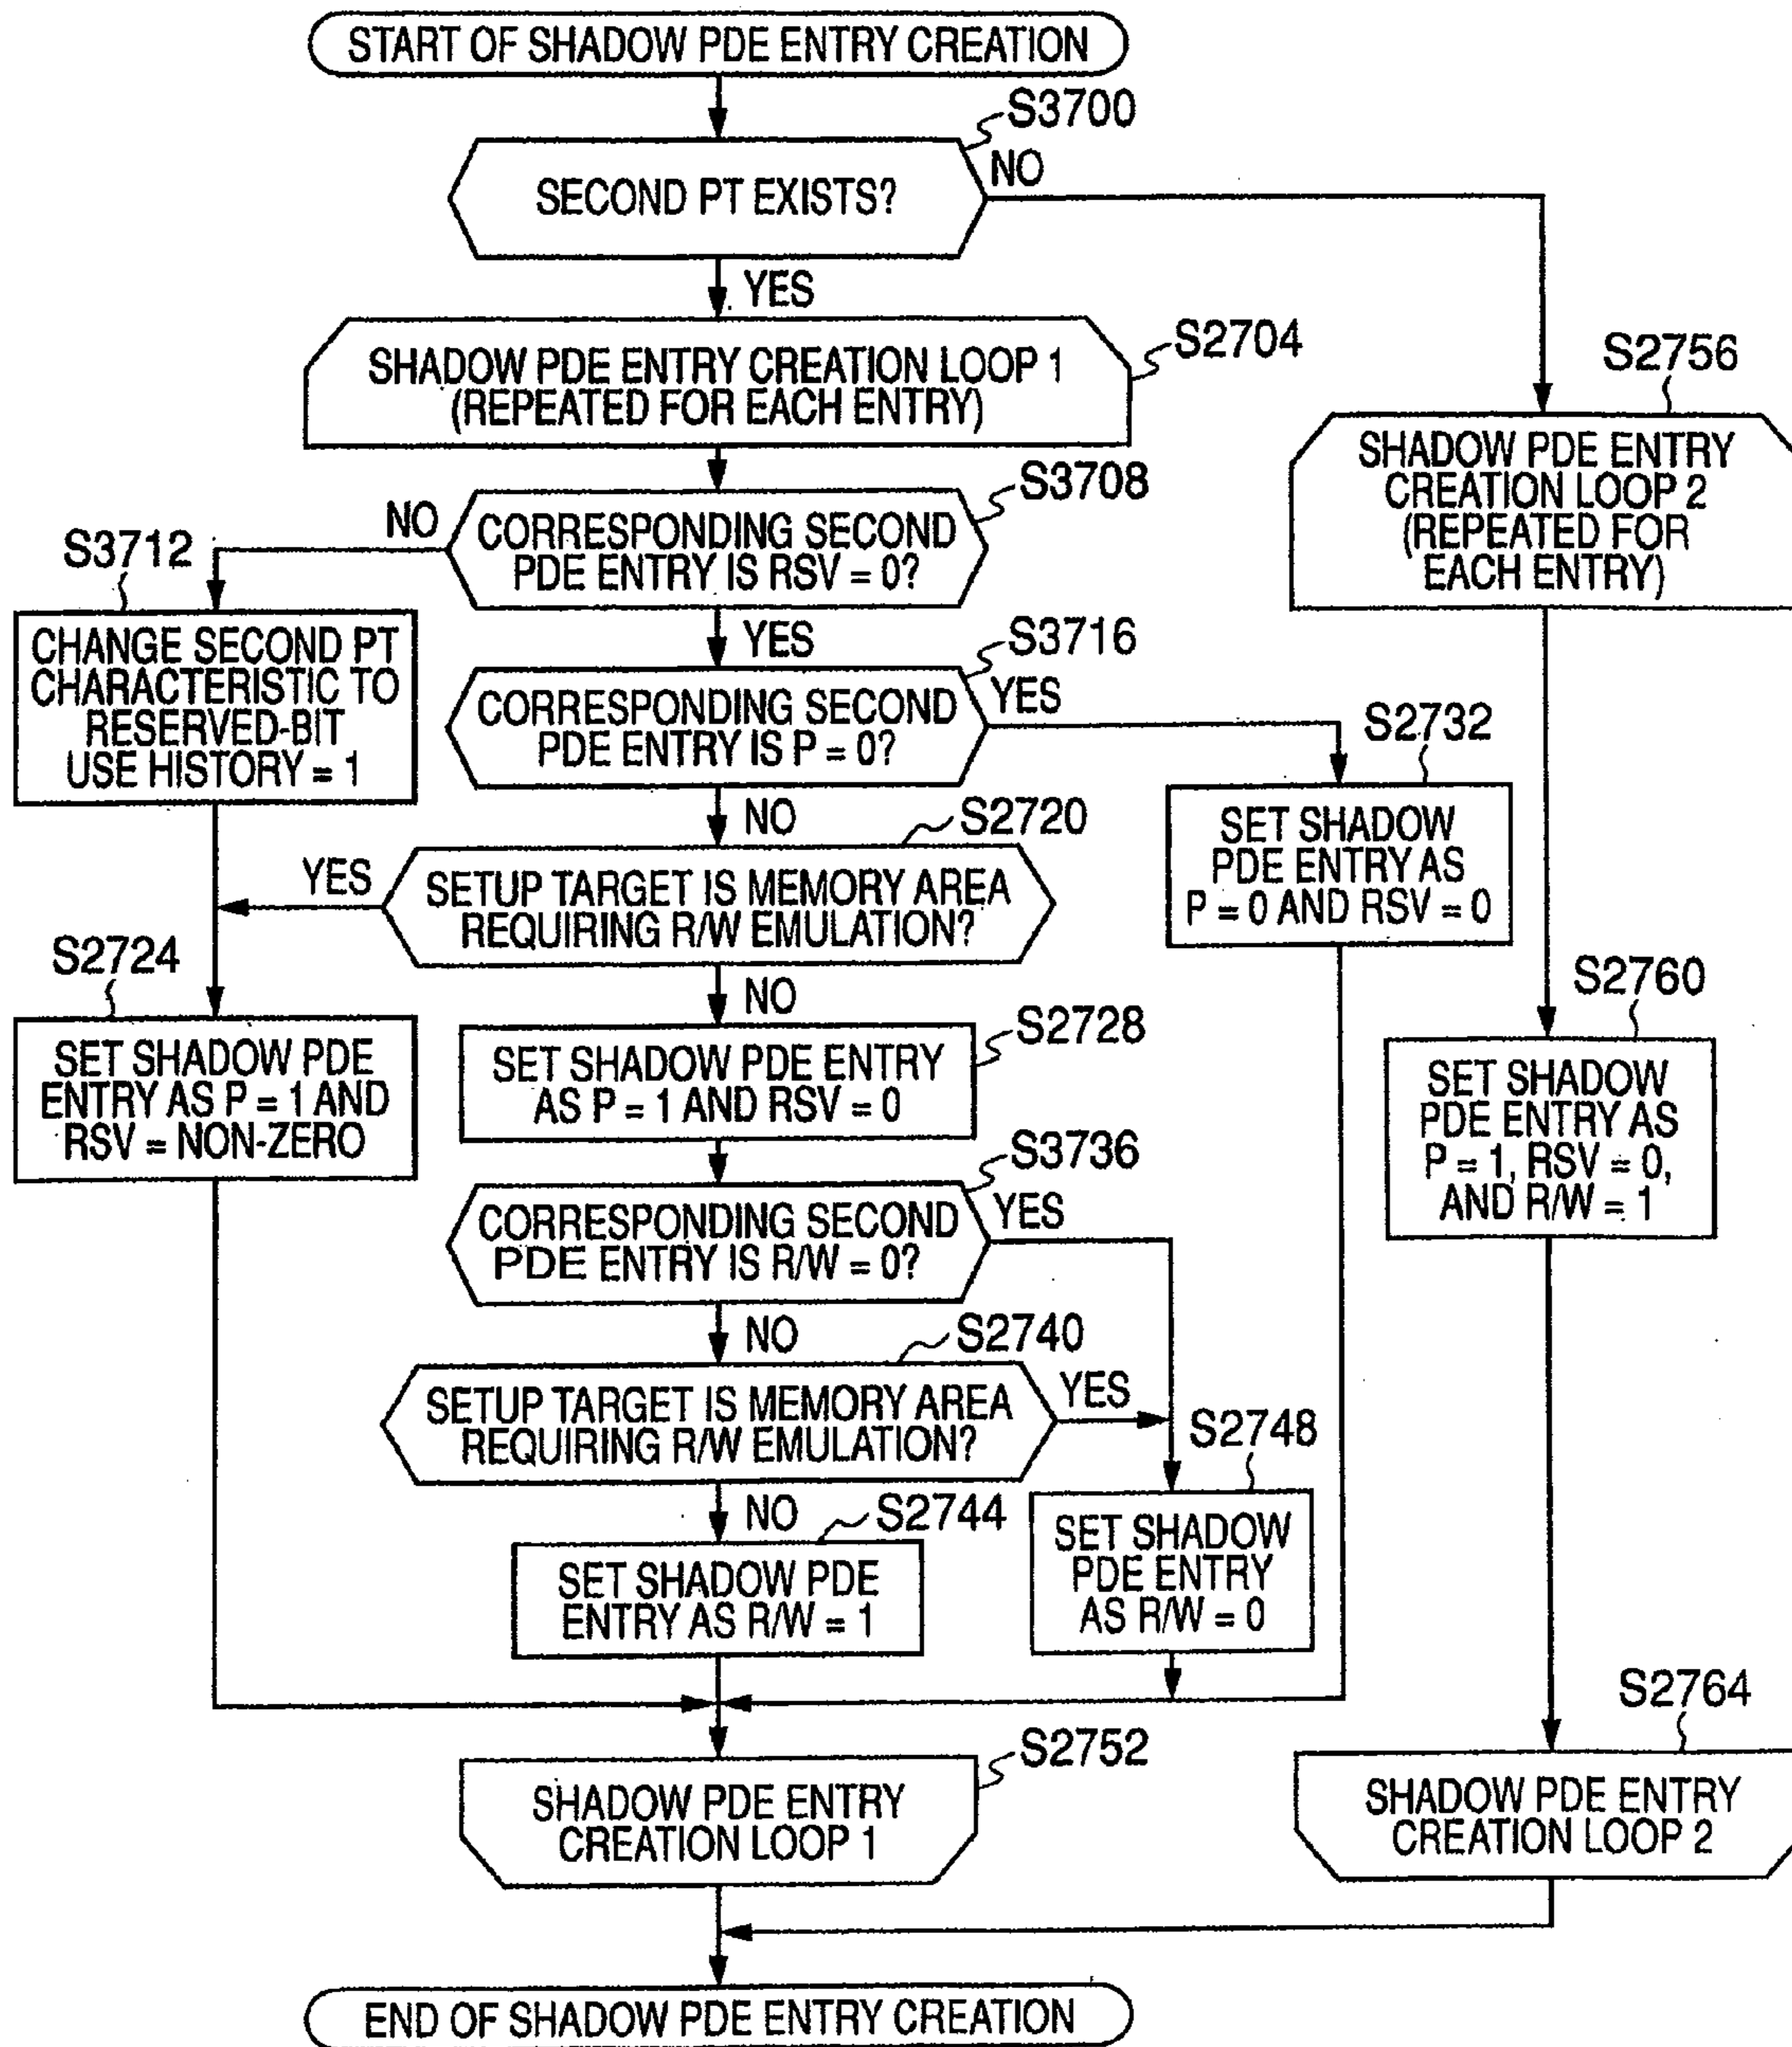 START OF SHADOW PDE ENTRY CREATION
S3700
SECOND PT EXISTS?
NO
YES
SHADOW PDE ENTRY CREATION LOOP 1
(REPEATED FOR EACH ENTRY)
S2704
S2756
SHADOW PDE ENTRY
CREATION LOOP 2
(REPEATED FOR
EACH ENTRY)
S3708
NO
CORRESPONDING SECOND
PDE ENTRY IS RSV = 0?
S3712
CHANGE SECOND PT
CHARACTERISTIC TO
RESERVED-BIT
USE HISTORY = 1
YES
S3716
CORRESPONDING SECOND
PDE ENTRY IS P = 0?
YES
S2732
SET SHADOW
PDE ENTRY AS
P = 0 AND RSV = 0
NO
S2720
YES
SETUP TARGET IS MEMORY AREA
REQUIRING R/W EMULATION?
S2724
SET SHADOW PDE
ENTRY AS P = 1 AND
RSV = NON-ZERO
NO
S2728
SET SHADOW PDE ENTRY
AS P = 1 AND RSV = 0
S2760
SET SHADOW
PDE ENTRY AS
P = 1, RSV = 0,
AND R/W = 1
S3736
CORRESPONDING SECOND
PDE ENTRY IS R/W = 0?
YES
NO
S2740
SETUP TARGET IS MEMORY AREA
REQUIRING R/W EMULATION?
YES
S2748
SET SHADOW
PDE ENTRY
AS R/W = 0
NO
S2744
SET SHADOW PDE
ENTRY AS R/W = 1
S2752
SHADOW PDE ENTRY
CREATION LOOP 1
S2764
SHADOW PDE ENTRY
CREATION LOOP 2
END OF SHADOW PDE ENTRY CREATION